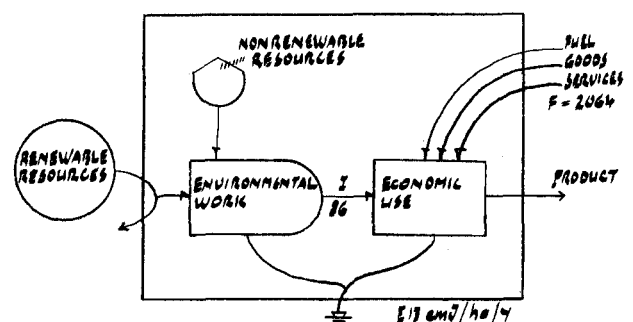 NONRENEWABLE
RESOURCES
FUEL
GOODS
SERVICES
F = 2064
RENEWABLE
RESOURCES
ENVIRONMENTAL
WORK
I
86
ECONOMIC
USE
PRODUCT
E13 emJ/ha/y